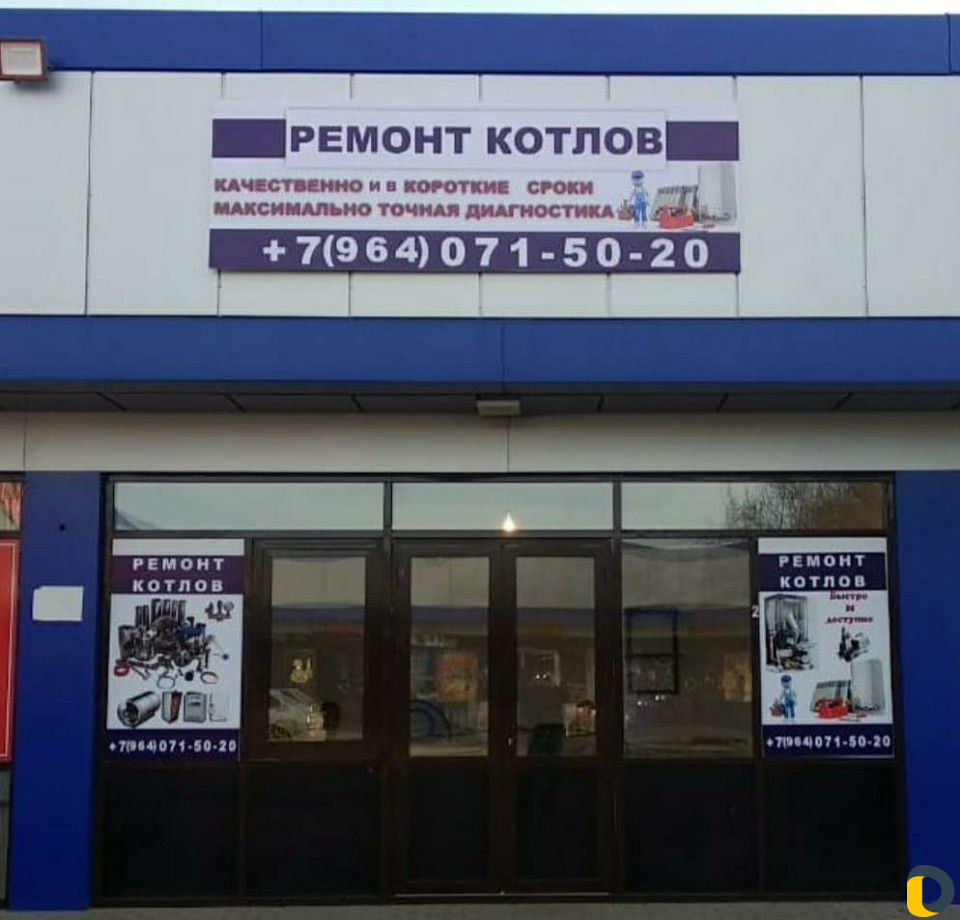 РЕМОНТ КОТЛОВ
КАЧЕСТВЕННО И В КОРОТКИЕ СРОКИ
МАКСИМАЛЬНО ТОЧНАЯ ДИАГНОСТИКА
+7(964)071-50-20
РЕМОНТ
КОТЛОВ
+7(964)071-50-20
РЕМОНТ
КОТЛОВ
Быстро
и
доступно
+7(964)071-50-20
2